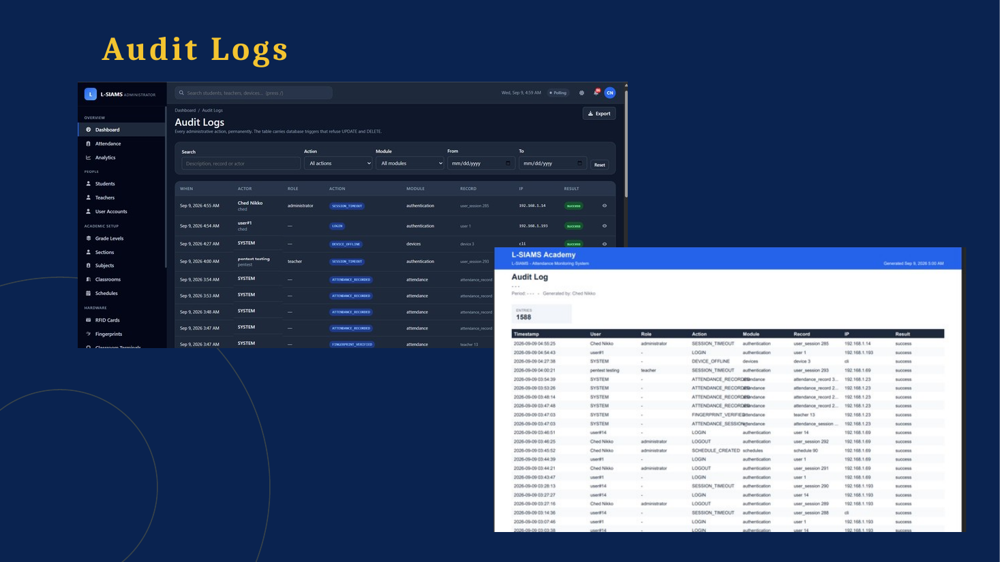 Audit Logs
L L-SIAMS ADMINISTRATOR
Search students, teachers, devices... (press /)
Wed, Sep 9, 4:59 AM
Polling
CN
OVERVIEW
Dashboard
Attendance
Analytics
PEOPLE
Students
Teachers
User Accounts
ACADEMIC SETUP
Grade Levels
Sections
Subjects
Classrooms
Schedules
HARDWARE
RFID Cards
Fingerprints
Classroom Terminals
Dashboard / Audit Logs
Export
Audit Logs
Every administrative action, permanently. The table carries database triggers that refuse UPDATE and DELETE.
Search Action Module From To
Description, record or actor All actions All modules mm/dd/yyyy mm/dd/yyyy Reset
WHEN ACTOR ROLE ACTION MODULE RECORD IP RESULT
Sep 9, 2026 4:55 AM Ched Nikko ched administrator SESSION_TIMEOUT authentication user_session 285 192.168.1.14 success
Sep 9, 2026 4:54 AM user#1 ched — LOGIN authentication user 1 192.168.1.193 success
Sep 9, 2026 4:27 AM SYSTEM — DEVICE_OFFLINE devices device 3 cli success
Sep 9, 2026 4:00 AM pentest testing pentest teacher SESSION_TIMEOUT authentication user_session 293
Sep 9, 2026 3:54 AM SYSTEM — ATTENDANCE_RECORDED attendance attendance_record
Sep 9, 2026 3:53 AM SYSTEM — ATTENDANCE_RECORDED attendance attendance_record
Sep 9, 2026 3:48 AM SYSTEM — ATTENDANCE_RECORDED attendance attendance_record
Sep 9, 2026 3:47 AM SYSTEM — ATTENDANCE_RECORDED attendance attendance_record
Sep 9, 2026 3:47 AM SYSTEM — FINGERPRINT_VERIFIED attendance teacher 13
L-SIAMS Academy
L-SIAMS - Attendance Monitoring System Generated Sep 9, 2026 5:00 AM
Audit Log
- - -
Period: - - - • Generated by: Ched Nikko
ENTRIES
1588
Timestamp User Role Action Module Record IP Result
2026-09-09 04:55:25 Ched Nikko administrator SESSION_TIMEOUT authentication user_session 285 192.168.1.14 success
2026-09-09 04:54:43 user#1 - LOGIN authentication user 1 192.168.1.193 success
2026-09-09 04:27:38 SYSTEM - DEVICE_OFFLINE devices device 3 cli success
2026-09-09 04:00:21 pentest testing teacher SESSION_TIMEOUT authentication user_session 293 192.168.1.69 success
2026-09-09 03:54:39 SYSTEM - ATTENDANCE_RECORDED attendance attendance_record 3... 192.168.1.23 success
2026-09-09 03:53:26 SYSTEM - ATTENDANCE_RECORDED attendance attendance_record 2... 192.168.1.23 success
2026-09-09 03:48:14 SYSTEM - ATTENDANCE_RECORDED attendance attendance_record 2... 192.168.1.23 success
2026-09-09 03:47:48 SYSTEM - ATTENDANCE_RECORDED attendance attendance_record 2... 192.168.1.23 success
2026-09-09 03:47:03 SYSTEM - FINGERPRINT_VERIFIED attendance teacher 13 192.168.1.23 success
2026-09-09 03:47:03 SYSTEM - ATTENDANCE_SESSION attendance attendance_session ... 192.168.1.23 success
2026-09-09 03:46:51 user#14 - LOGIN authentication user 14 192.168.1.69 success
2026-09-09 03:46:25 Ched Nikko administrator LOGOUT authentication user_session 292 192.168.1.69 success
2026-09-09 03:45:52 Ched Nikko administrator SCHEDULE_CREATED schedules schedule 90 192.168.1.69 success
2026-09-09 03:44:39 user#1 - LOGIN authentication user 1 192.168.1.69 success
2026-09-09 03:44:21 Ched Nikko administrator LOGOUT authentication user_session 291 192.168.1.69 success
2026-09-09 03:43:47 user#1 - LOGIN authentication user 1 192.168.1.69 success
2026-09-09 03:28:13 user#14 - SESSION_TIMEOUT authentication user_session 290 192.168.1.193 success
2026-09-09 03:27:27 user#14 - LOGIN authentication user 14 192.168.1.193 success
2026-09-09 03:27:16 Ched Nikko administrator LOGOUT authentication user_session 289 192.168.1.193 success
2026-09-09 03:14:36 user#14 - SESSION_TIMEOUT authentication user_session 288 cli success
2026-09-09 03:07:46 user#1 - LOGIN authentication user 1 192.168.1.193 success
2026-09-09 03:03:38 user#14 - LOGIN authentication user 14 192.168.1.193 success